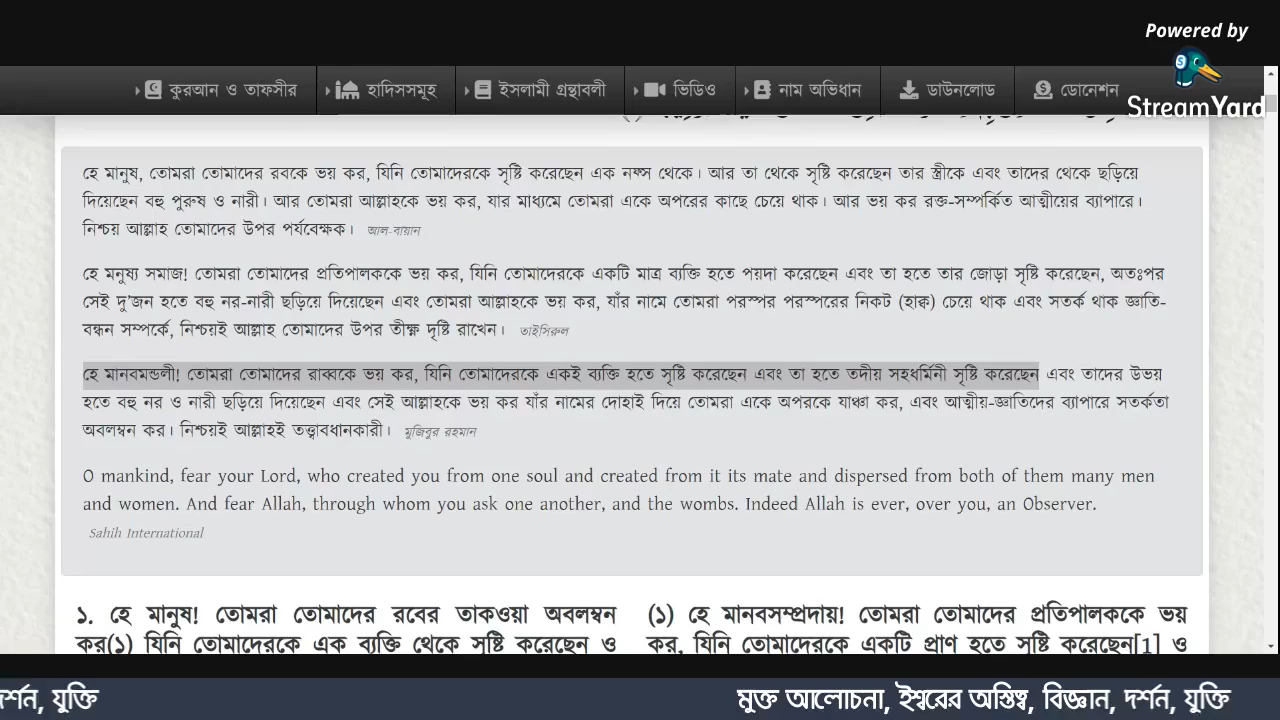 Powered by
StreamYard
কুরআন ও তাফসীর
হাদিসসমূহ
ইসলামী গ্রন্থাবলী
ভিডিও
নাম অভিধান
ডাউনলোড
ডোনেশন
হে মানুষ, তোমরা তোমাদের রবকে ভয় কর, যিনি তোমাদেরকে সৃষ্টি করেছেন এক নফ্স থেকে। আর তা থেকে সৃষ্টি করেছেন তার স্ত্রীকে এবং তাদের থেকে ছড়িয়ে
দিয়েছেন বহু পুরুষ ও নারী। আর তোমরা আল্লাহকে ভয় কর, যার মাধ্যমে তোমরা একে অপরের কাছে চেয়ে থাক। আর ভয় কর রক্ত-সম্পর্কিত আত্মীয়ের ব্যাপারে।
নিশ্চয় আল্লাহ তোমাদের উপর পর্যবেক্ষক। আল-বায়ান
হে মনুষ্য সমাজ! তোমরা তোমাদের প্রতিপালককে ভয় কর, যিনি তোমাদেরকে একটি মাত্র ব্যক্তি হতে পয়দা করেছেন এবং তা হতে তার জোড়া সৃষ্টি করেছেন, অতঃপর
সেই দু'জন হতে বহু নর-নারী ছড়িয়ে দিয়েছেন এবং তোমরা আল্লাহকে ভয় কর, যাঁর নামে তোমরা পরস্পর পরস্পরের নিকট (হাক্ব) চেয়ে থাক এবং সতর্ক থাক জ্ঞাতি-
বন্ধন সম্পর্কে, নিশ্চয়ই আল্লাহ তোমাদের উপর তীক্ষ্ণ দৃষ্টি রাখেন। তাইসিরুল
হে মানবমন্ডলী! তোমরা তোমাদের রাব্বকে ভয় কর, যিনি তোমাদেরকে একই ব্যক্তি হতে সৃষ্টি করেছেন এবং তা হতে তদীয় সহধর্মিনী সৃষ্টি করেছেন এবং তাদের উভয়
হতে বহু নর ও নারী ছড়িয়ে দিয়েছেন এবং সেই আল্লাহকে ভয় কর যাঁর নামের দোহাই দিয়ে তোমরা একে অপরকে যাঞ্চা কর, এবং আত্মীয়-জ্ঞাতিদের ব্যাপারে সতর্কতা
অবলম্বন কর। নিশ্চয়ই আল্লাহই তত্ত্বাবধানকারী। মুজিবুর রহমান
O mankind, fear your Lord, who created you from one soul and created from it its mate and dispersed from both of them many men
and women. And fear Allah, through whom you ask one another, and the wombs. Indeed Allah is ever, over you, an Observer.
Sahih International
১. হে মানুষ! তোমরা তোমাদের রবের তাকওয়া অবলম্বন
কর(১) যিনি তোমাদেরকে এক ব্যক্তি থেকে সৃষ্টি করেছেন ও
(১) হে মানবসম্প্রদায়! তোমরা তোমাদের প্রতিপালককে ভয়
কর, যিনি তোমাদেরকে একটি প্রাণ হতে সৃষ্টি করেছেন[1] ও
দর্শন, যুক্তি
মুক্ত আলোচনা, ইশ্বরের অস্তিত্ব, বিজ্ঞান, দর্শন, যুক্তি